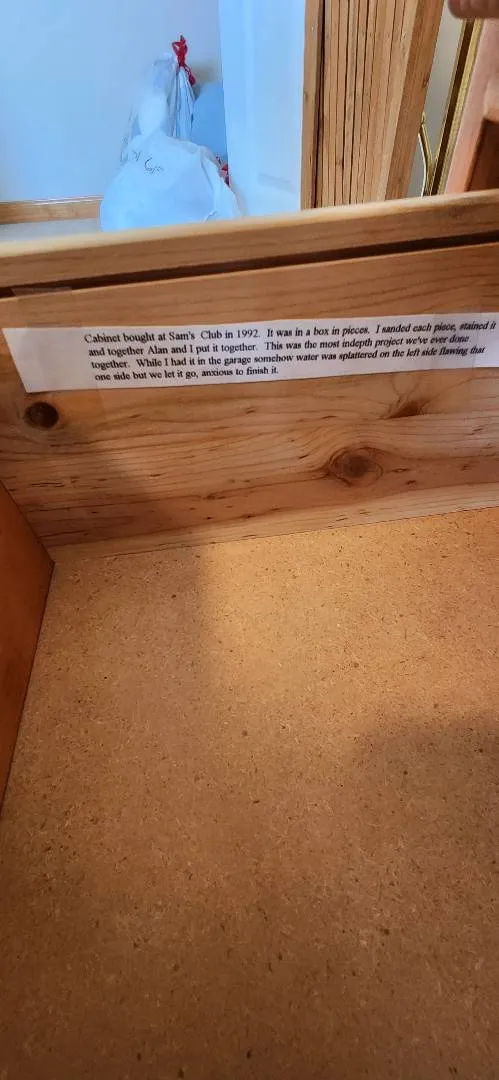 Cabinet bought at Sam's Club in 1992. It was in a box in pieces. I sanded each piece, stained it
and together Alan and I put it together. This was the most indepth project we've ever done
together. While I had it in the garage somehow water was splattered on the left side flawing that
one side but we let it go, anxious to finish it.